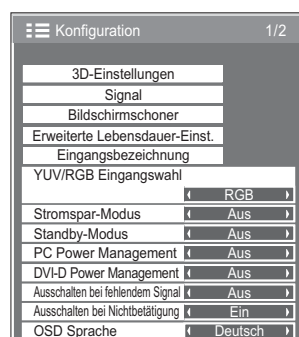 Konfiguration 1/2
3D-Einstellungen
Signal
Bildschirmschoner
Erweiterte Lebensdauer-Einst.
Eingangsbezeichnung
YUV/RGB Eingangswahl
RGB
Stromspar-Modus Aus
Standby-Modus Aus
PC Power Management Aus
DVI-D Power Management Aus
Ausschalten bei fehlendem Signal Aus
Ausschalten bei Nichtbetätigung Ein
OSD Sprache Deutsch